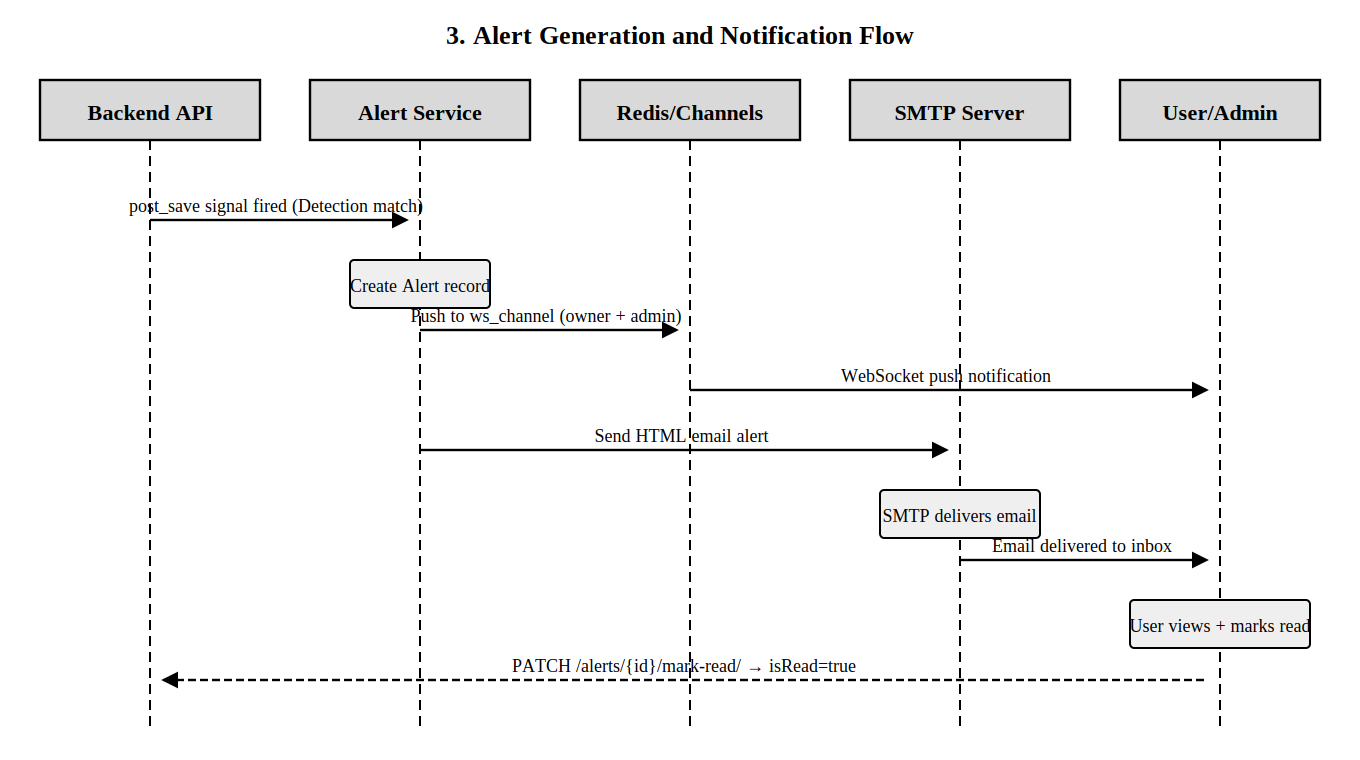 3. Alert Generation and Notification Flow
Backend API
Alert Service
Redis/Channels
SMTP Server
User/Admin
post_save signal fired (Detection match)
Create Alert record
Push to ws_channel (owner + admin)
WebSocket push notification
Send HTML email alert
SMTP delivers email
Email delivered to inbox
User views + marks read
PATCH /alerts/{id}/mark-read/ → isRead=true